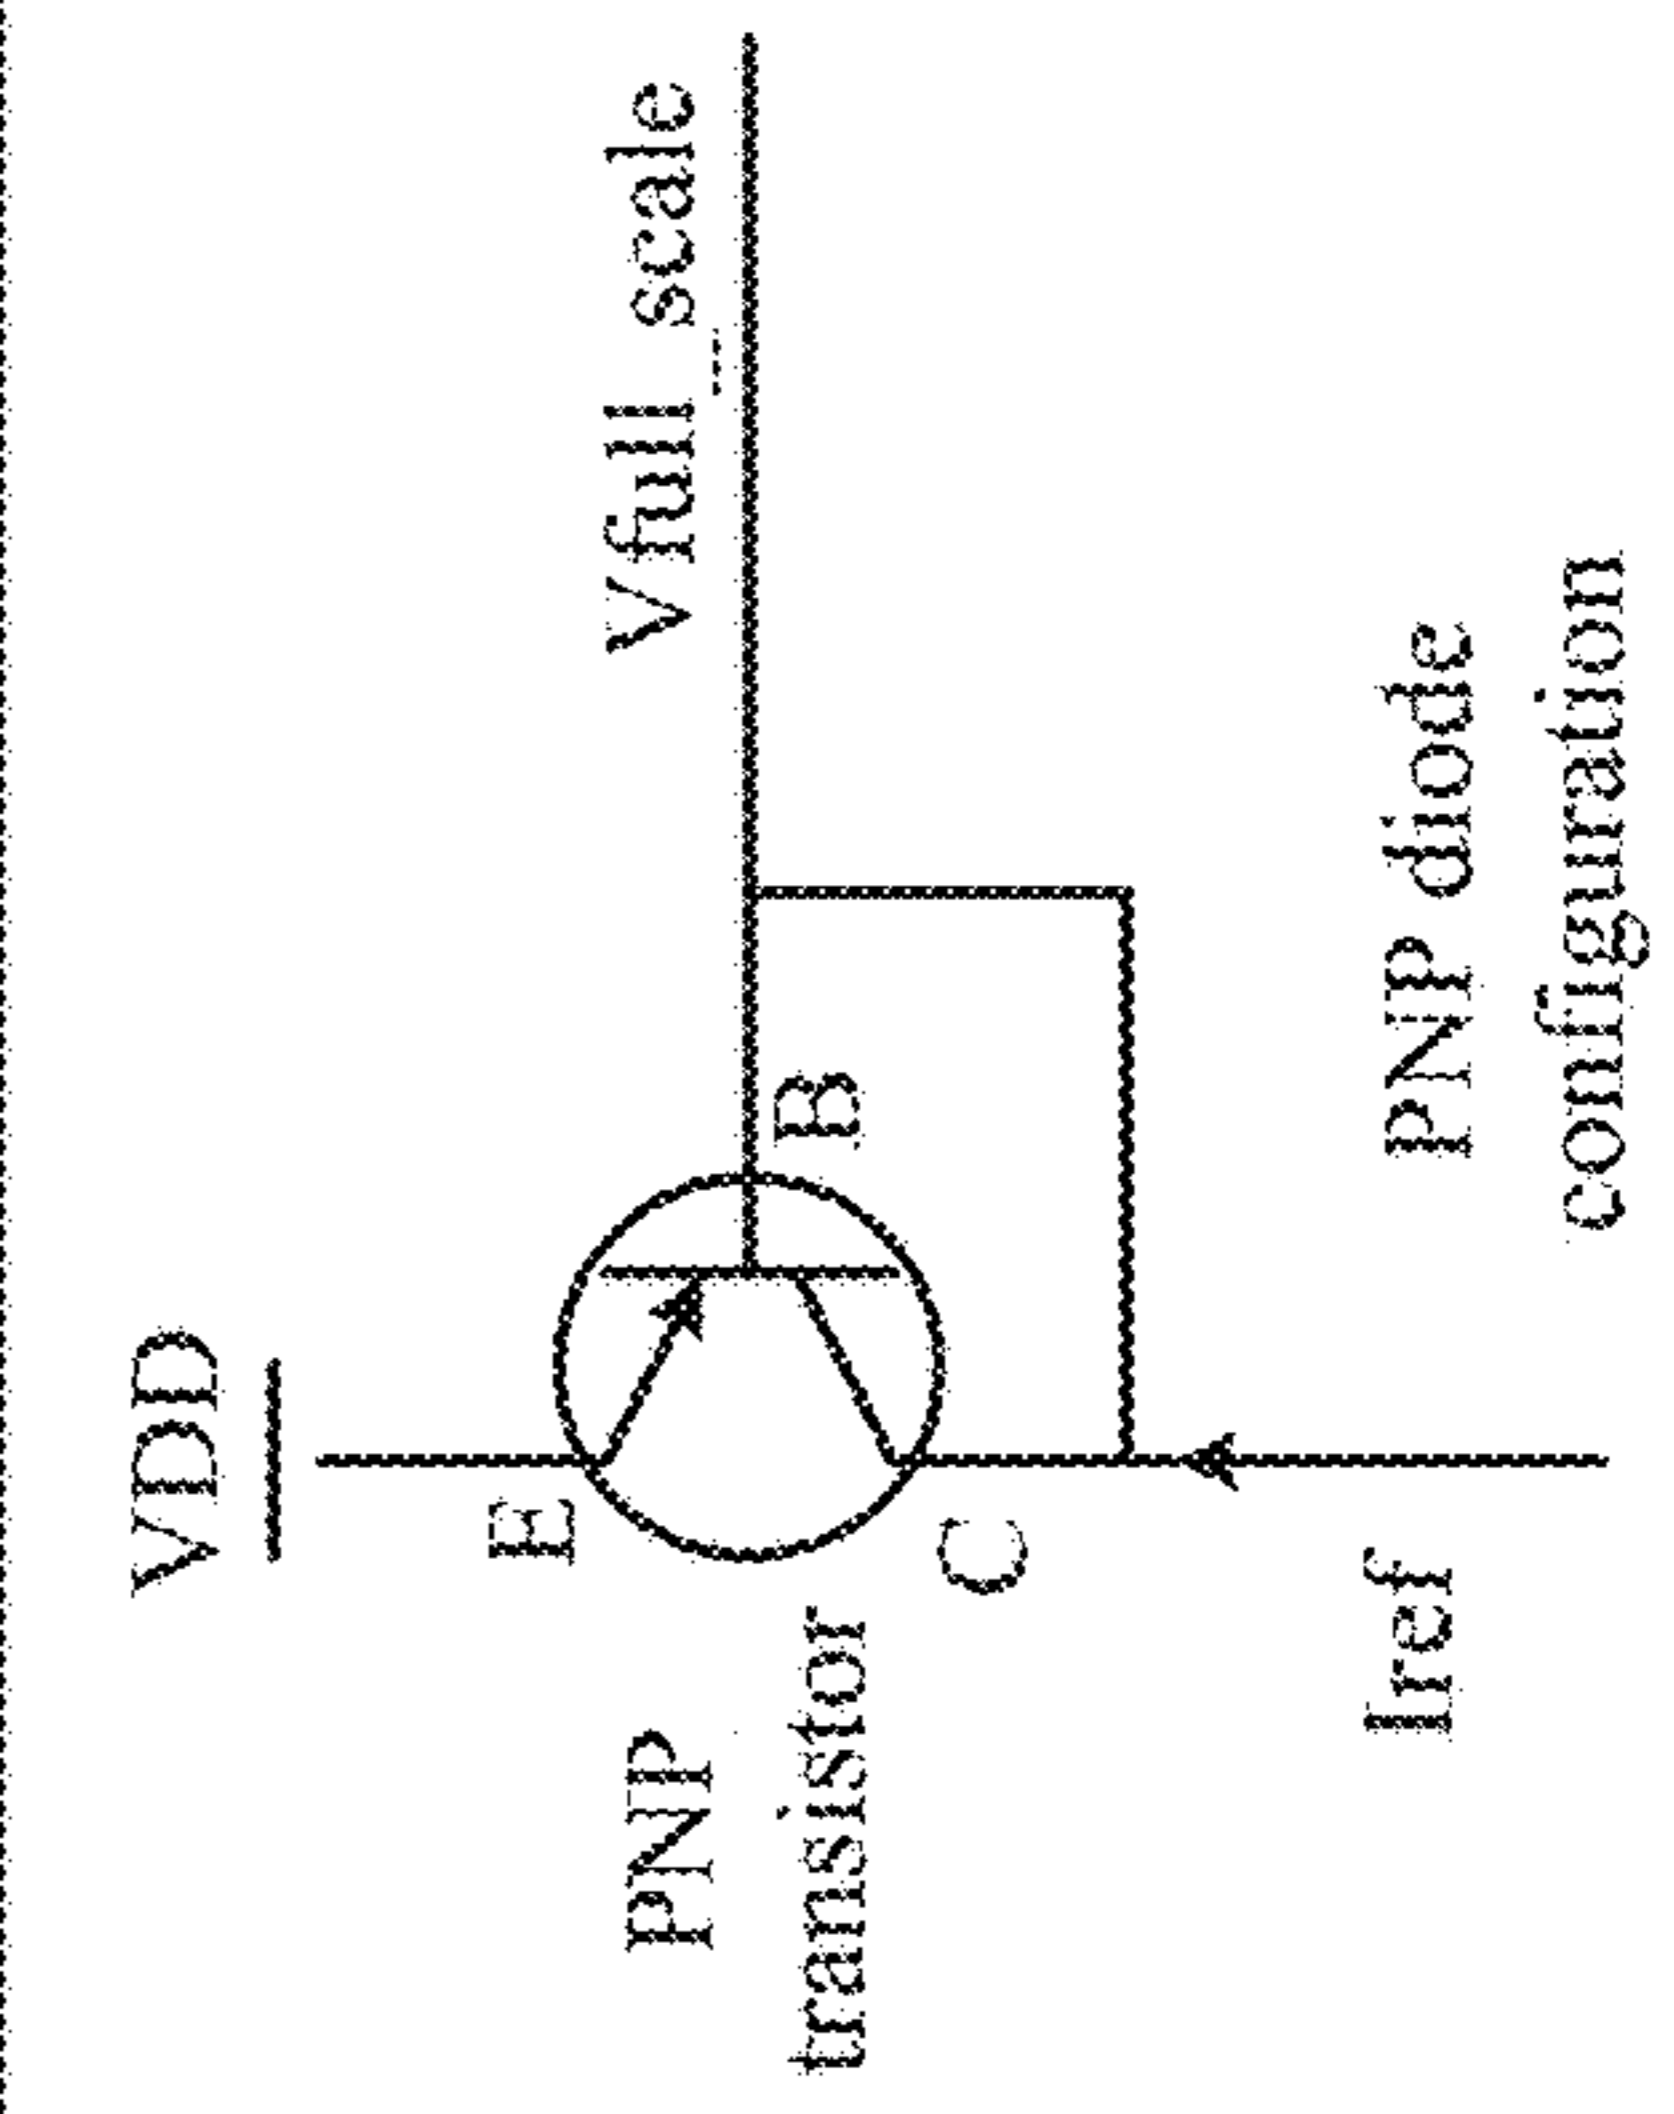 VDD
E
PNP
transistor
Vfull_scale
B
C
Iref
PNP diode
configuration